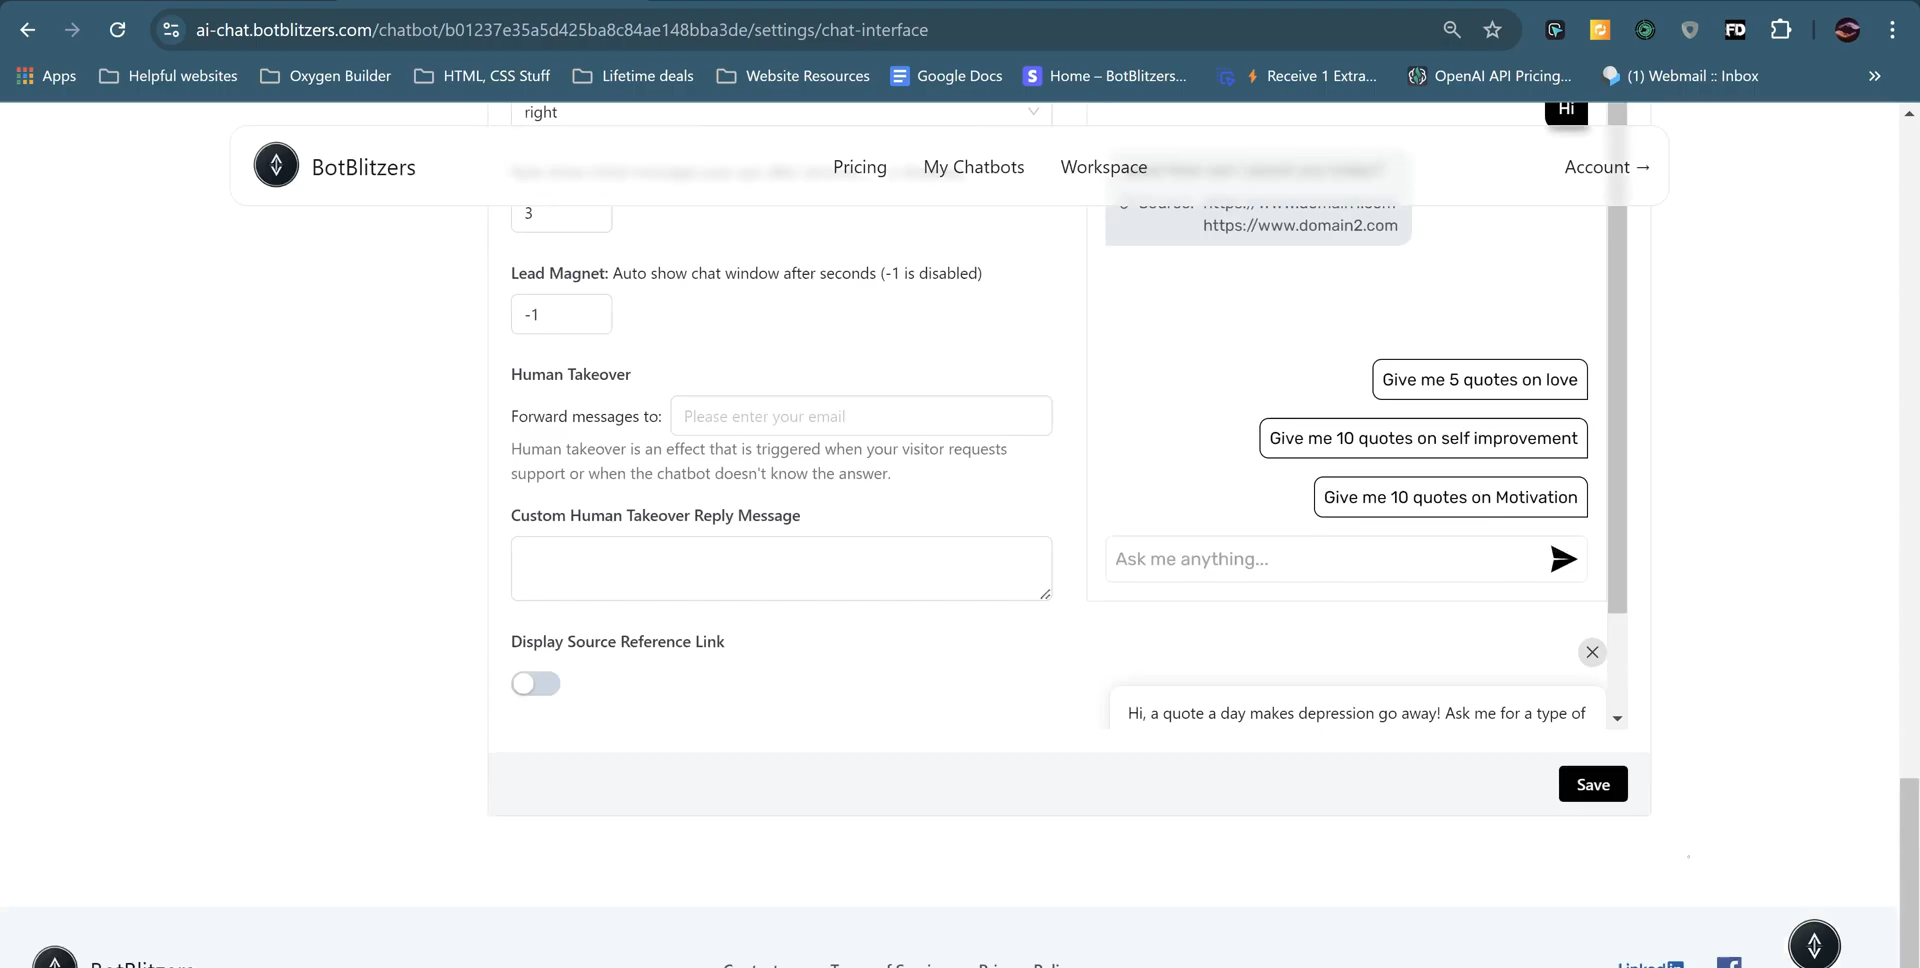 ai-chat.botblitzers.com/chatbot/b01237e35a5d425ba8c84ae148bba3de/settings/chat-interface
Apps Helpful websites Oxygen Builder HTML, CSS Stuff Lifetime deals Website Resources Google Docs Home – BotBlitzers... Receive 1 Extra... OpenAI API Pricing... (1) Webmail :: Inbox »
right
Hi
BotBlitzers Pricing My Chatbots Workspace Account →
3
https://www.domain2.com
Lead Magnet: Auto show chat window after seconds (-1 is disabled)
-1
Human Takeover
Forward messages to: Please enter your email
Human takeover is an effect that is triggered when your visitor requests
support or when the chatbot doesn't know the answer.
Custom Human Takeover Reply Message
Display Source Reference Link
Give me 5 quotes on love
Give me 10 quotes on self improvement
Give me 10 quotes on Motivation
Ask me anything...
Hi, a quote a day makes depression go away! Ask me for a type of
Save
BotBlitzers
Linked in